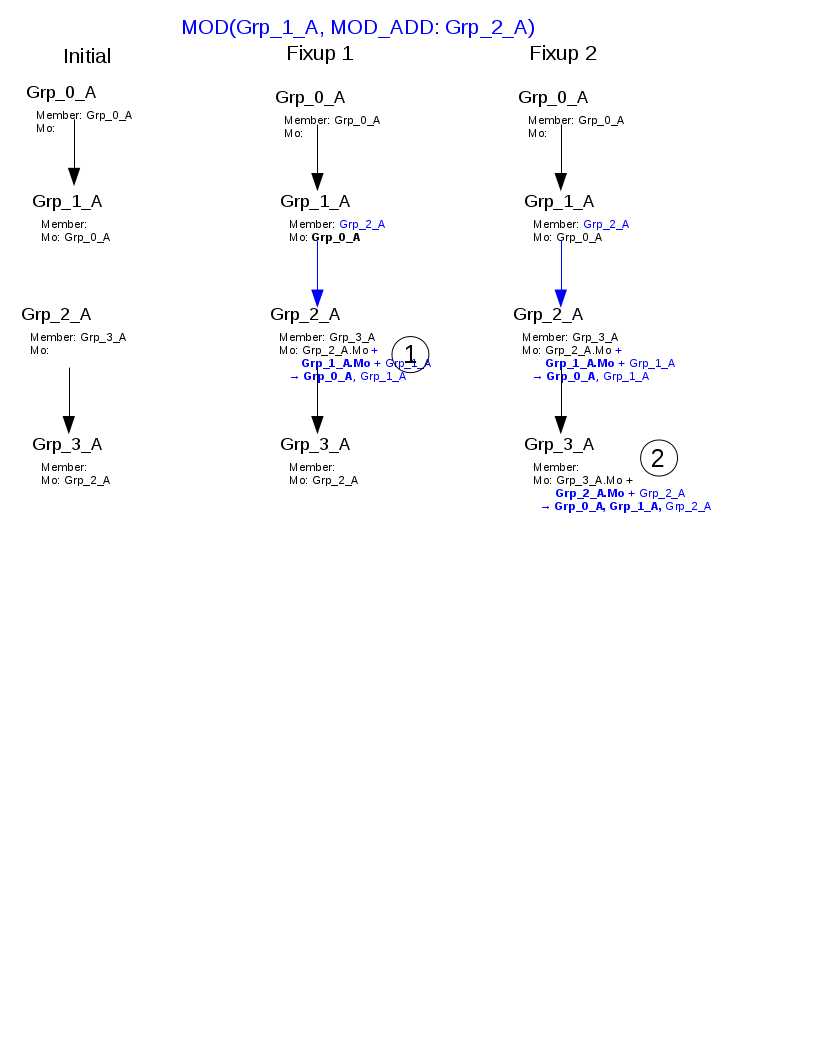 MOD(Grp_1_A, MOD_ADD: Grp_2_A)
Initial
Grp_0_A
Member: Grp_0_A
Mo:
Grp_1_A
Member:
Mo: Grp_0_A
Grp_2_A
Member: Grp_3_A
Mo:
Grp_3_A
Member:
Mo: Grp_2_A
Fixup 1
Grp_0_A
Member: Grp_0_A
Mo:
Grp_1_A
Member: Grp_2_A
Mo: Grp_0_A
Grp_2_A
Member: Grp_3_A
Mo: Grp_2_A.Mo +
Grp_1_A.Mo + Grp_1_A
→ Grp_0_A, Grp_1_A
1
Grp_3_A
Member:
Mo: Grp_2_A
Fixup 2
Grp_0_A
Member: Grp_0_A
Mo:
Grp_1_A
Member: Grp_2_A
Mo: Grp_0_A
Grp_2_A
Member: Grp_3_A
Mo: Grp_2_A.Mo +
Grp_1_A.Mo + Grp_1_A
→ Grp_0_A, Grp_1_A
Grp_3_A
2
Member:
Mo: Grp_3_A.Mo +
Grp_2_A.Mo + Grp_2_A
→ Grp_0_A, Grp_1_A, Grp_2_A